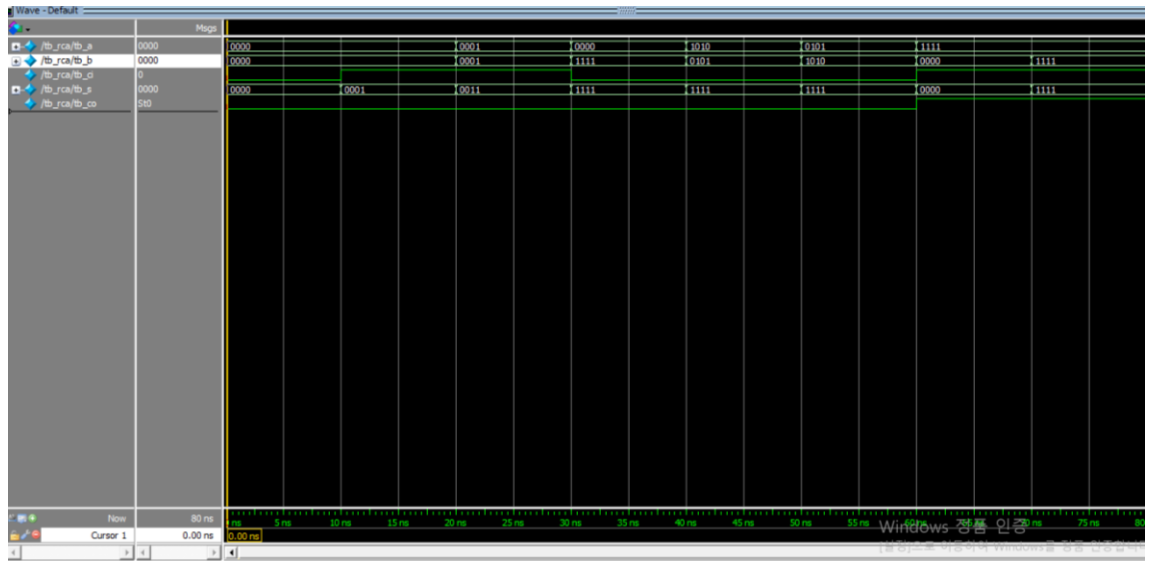 Wave - Default
Msgs
/tb_rca/tb_a 0000 0000 0001 0000 1010 0101 1111
/tb_rca/tb_b 0000 0000 0001 1111 0101 1010 0000 1111
/tb_rca/tb_ci 0
/tb_rca/tb_s 0000 0000 0001 0011 1111 1111 1111 0000 1111
/tb_rca/tb_co St0
Now 80 ns ns 5 ns 10 ns 15 ns 20 ns 25 ns 30 ns 35 ns 40 ns 45 ns 50 ns 55 ns 75 ns 80
Cursor 1 0.00 ns 0.00 ns
Windows 정품 인증